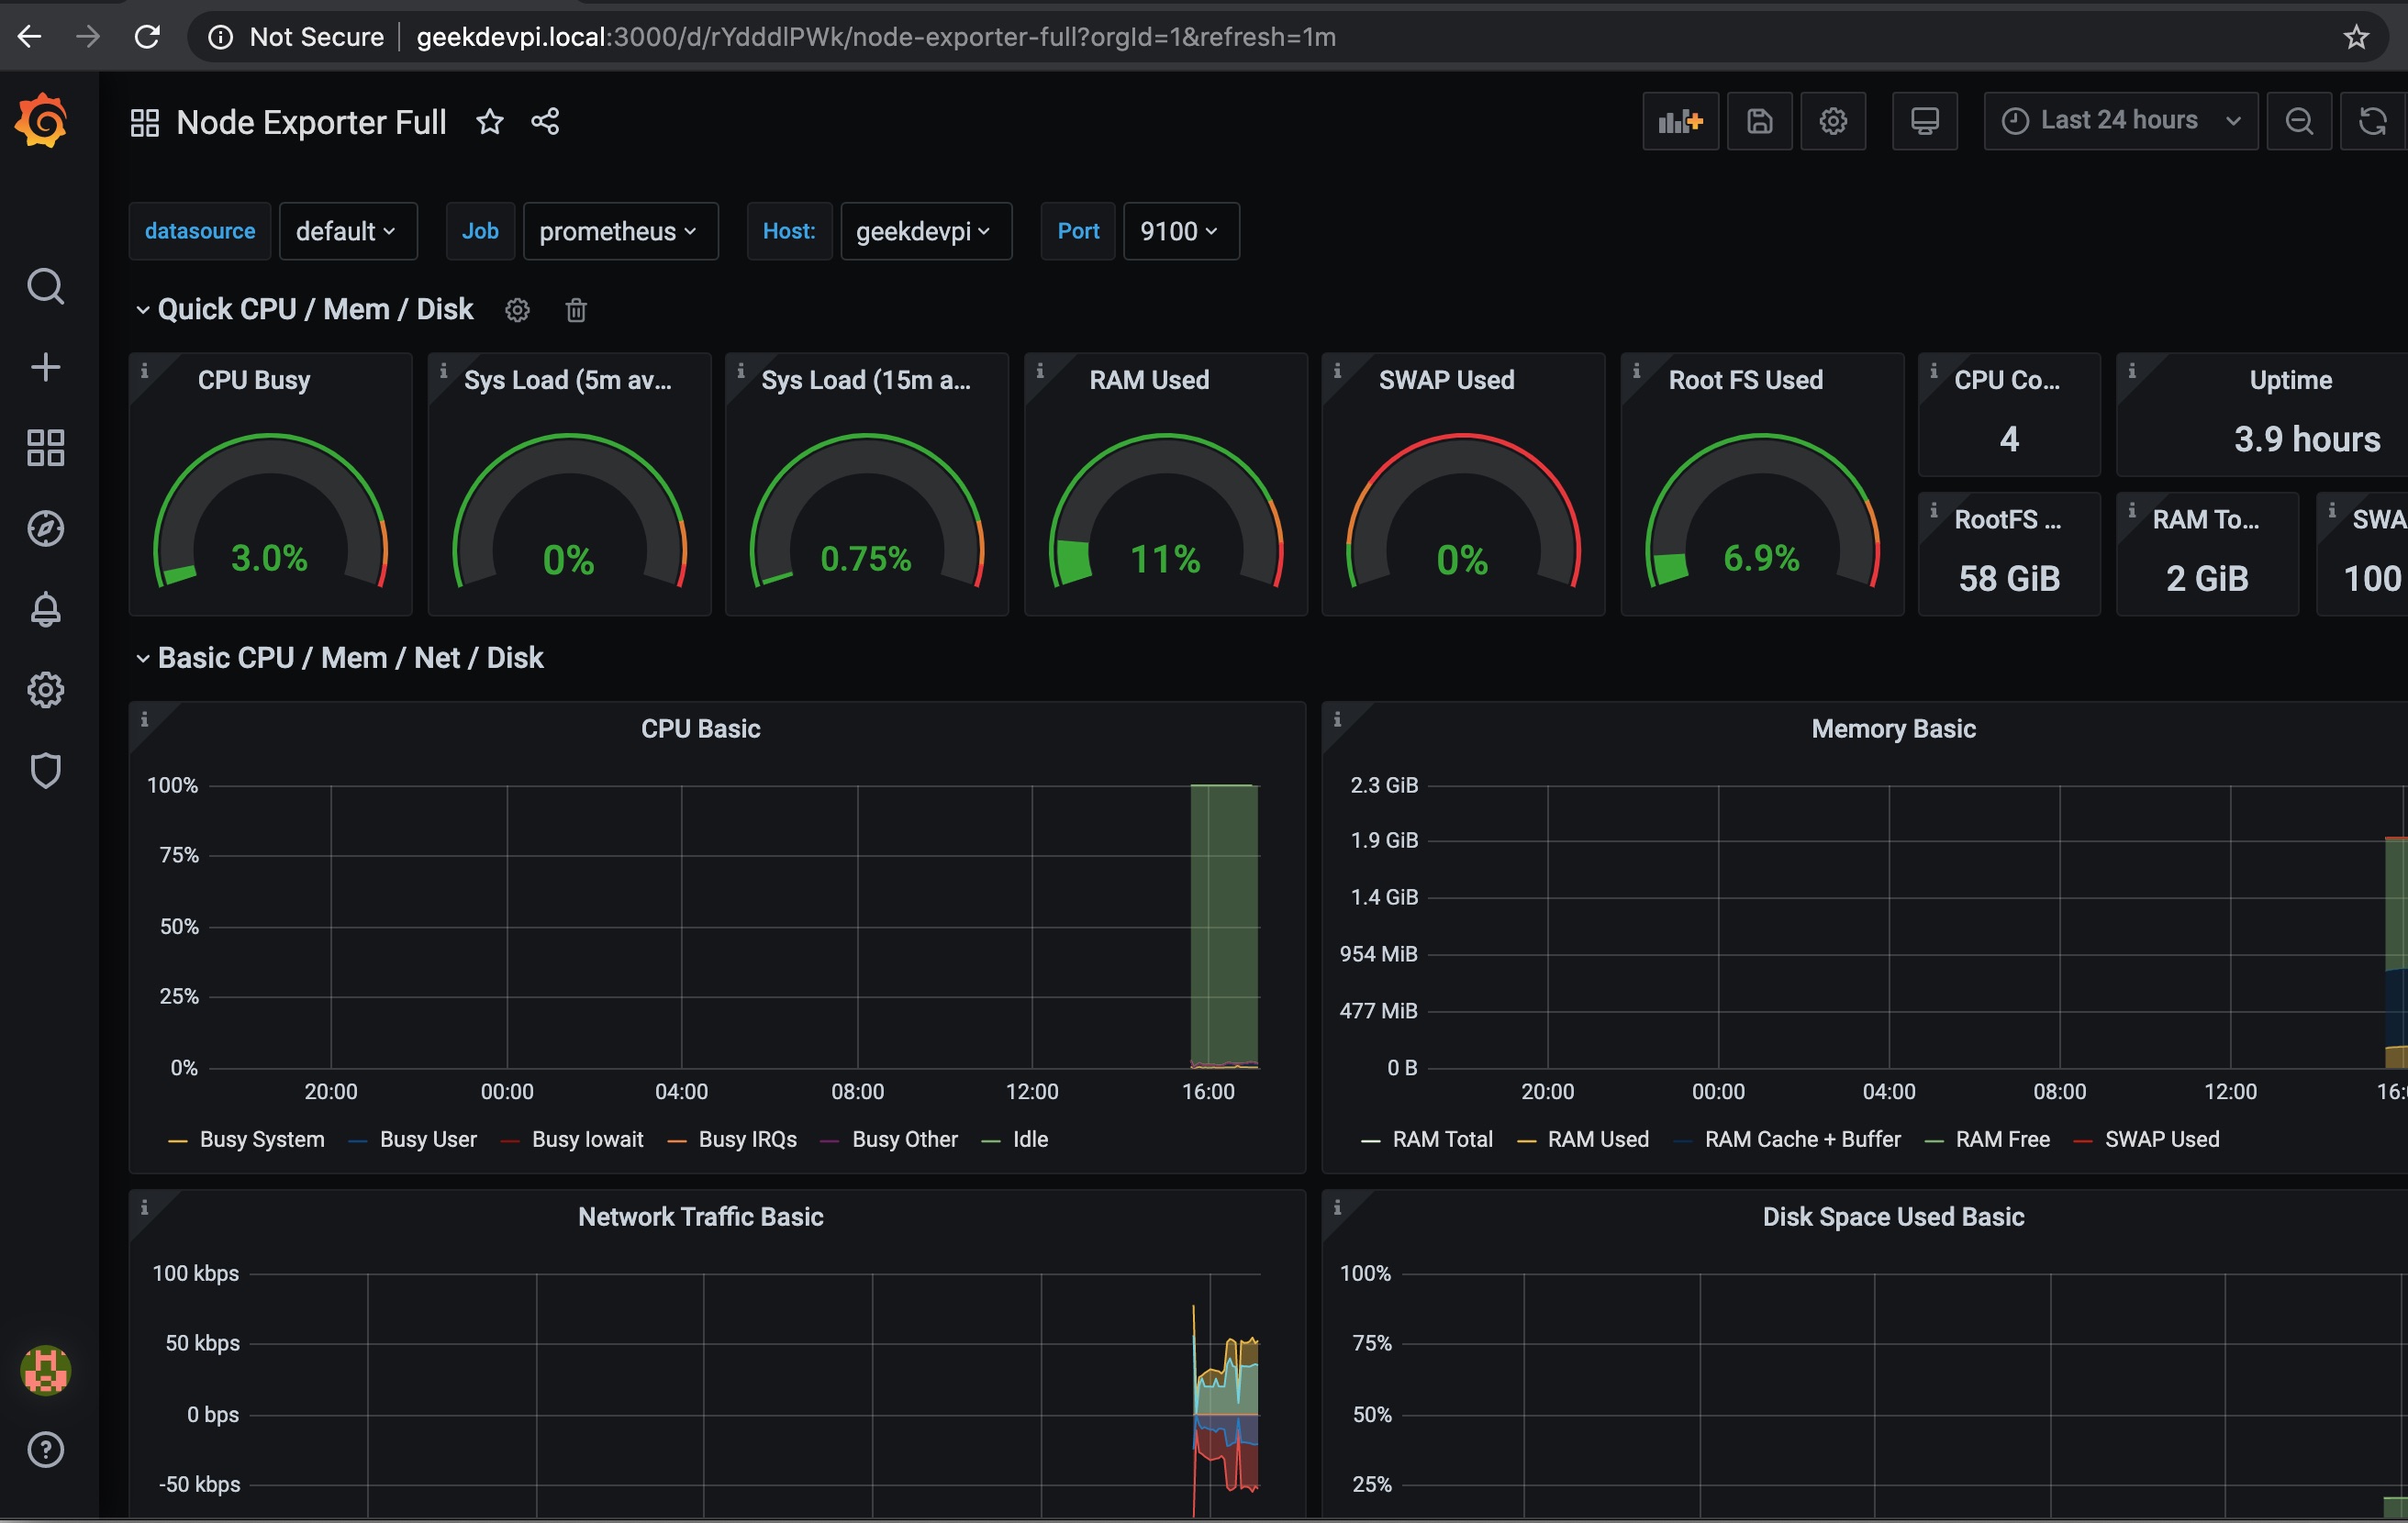 Not Secure geekdevpi.local:3000/d/rYdddlPWk/node-exporter-full?orgId=1&refresh=1m
Node Exporter Full
Last 24 hours
datasource default Job prometheus Host: geekdevpi Port 9100
Quick CPU / Mem / Disk
CPU Busy
3.0%
Sys Load (5m av...
0%
Sys Load (15m a...
0.75%
RAM Used
11%
SWAP Used
0%
Root FS Used
6.9%
CPU Co...
4
Uptime
3.9 hours
RootFS ...
58 GiB
RAM To...
2 GiB
SWA
100
Basic CPU / Mem / Net / Disk
CPU Basic
100%
75%
50%
25%
0%
20:00 00:00 04:00 08:00 12:00 16:00
Busy System Busy User Busy Iowait Busy IRQs Busy Other Idle
Memory Basic
2.3 GiB
1.9 GiB
1.4 GiB
954 MiB
477 MiB
0 B
20:00 00:00 04:00 08:00 12:00 16:
RAM Total RAM Used RAM Cache + Buffer RAM Free SWAP Used
Network Traffic Basic
100 kbps
50 kbps
0 bps
-50 kbps
Disk Space Used Basic
100%
75%
50%
25%